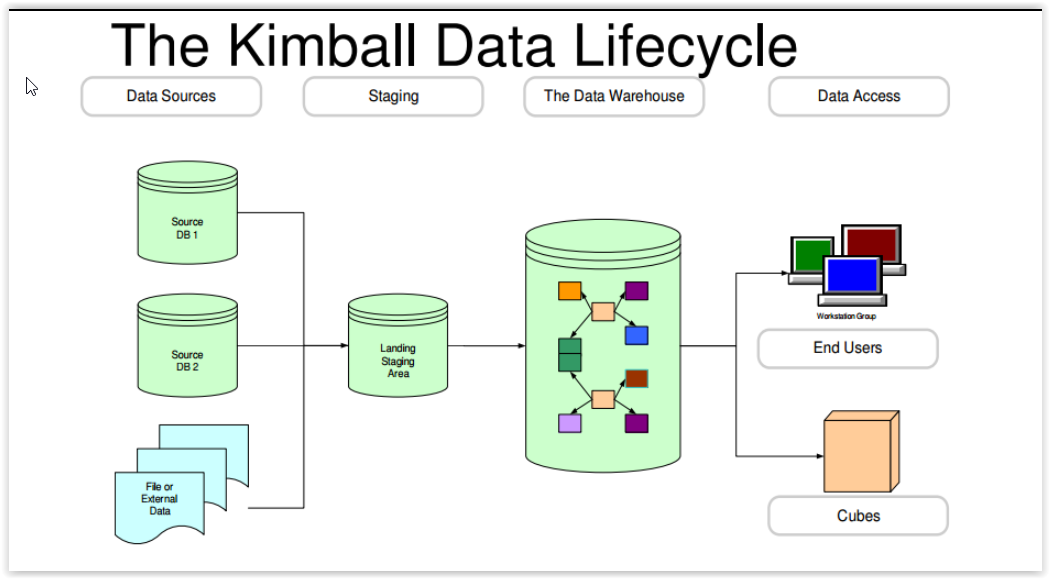 The Kimball Data Lifecycle
Data Sources
Staging
The Data Warehouse
Data Access
Source
DB 1
Source
DB 2
File or
External
Data
Landing
Staging
Area
Workstation Group
End Users
Cubes